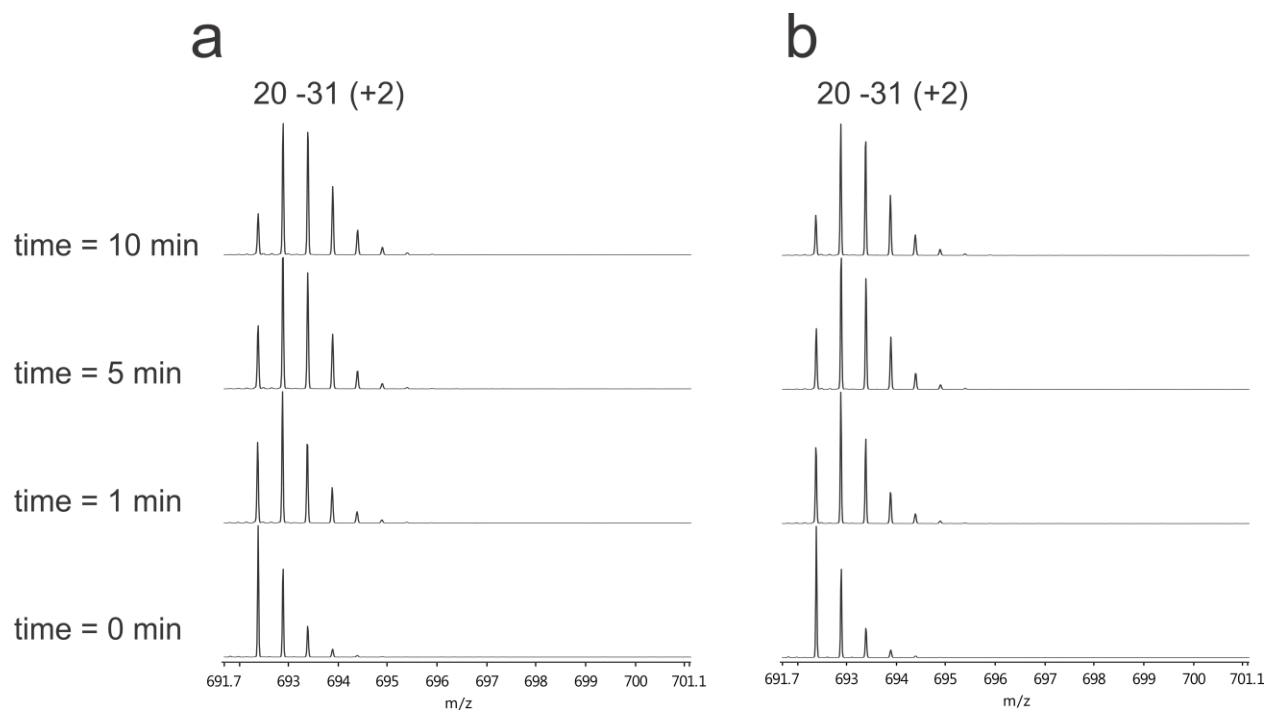 a
b
20 -31 (+2)
20 -31 (+2)
time = 10 min
time = 5 min
time = 1 min
time = 0 min
691.7 693 694 695 696 697 698 699 700 701.1
m/z
691.7 693 694 695 696 697 698 699 700 701.1
m/z